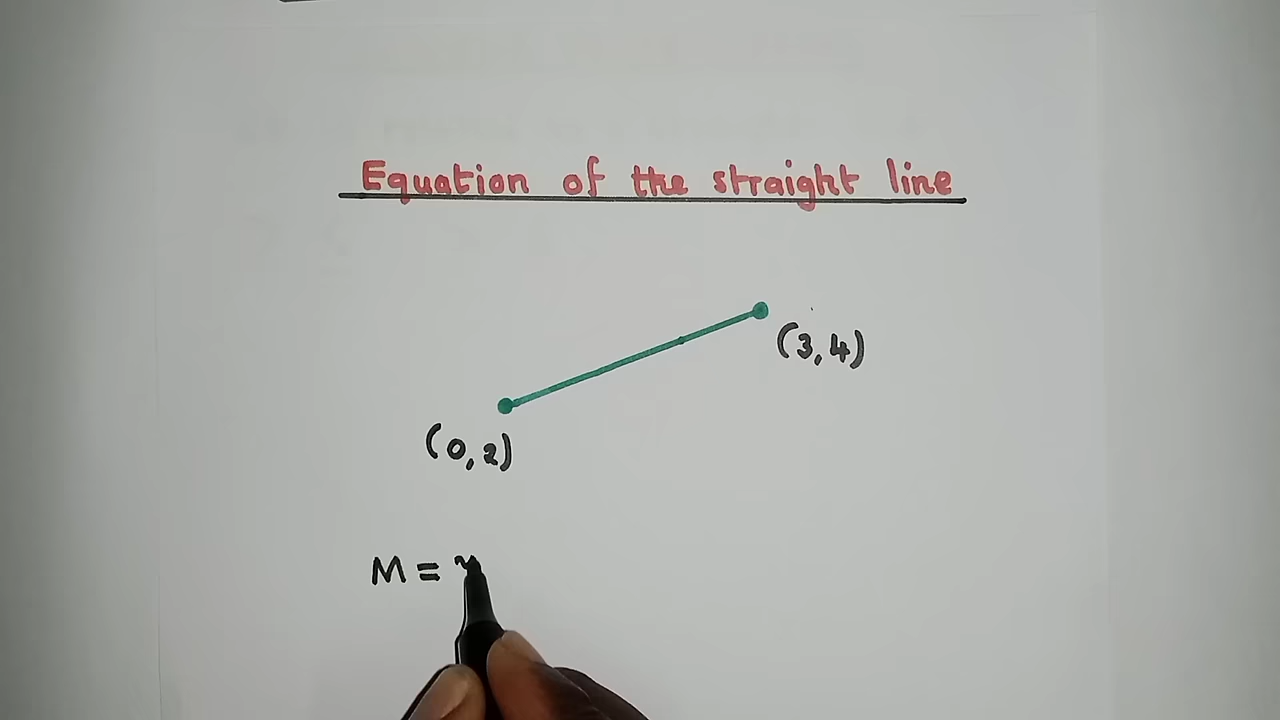 Equation of the straight line
(3,4)
(0,2)
M =